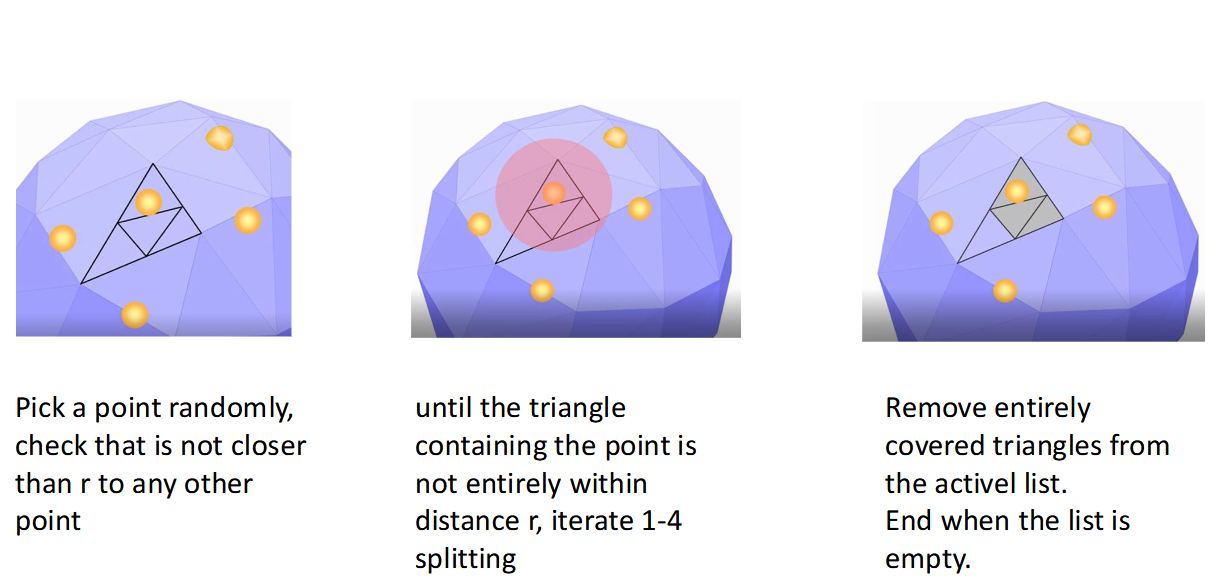 Pick a point randomly,
check that is not closer
than r to any other
point
until the triangle
containing the point is
not entirely within
distance r, iterate 1-4
splitting
Remove entirely
covered triangles from
the activel list.
End when the list is
empty.